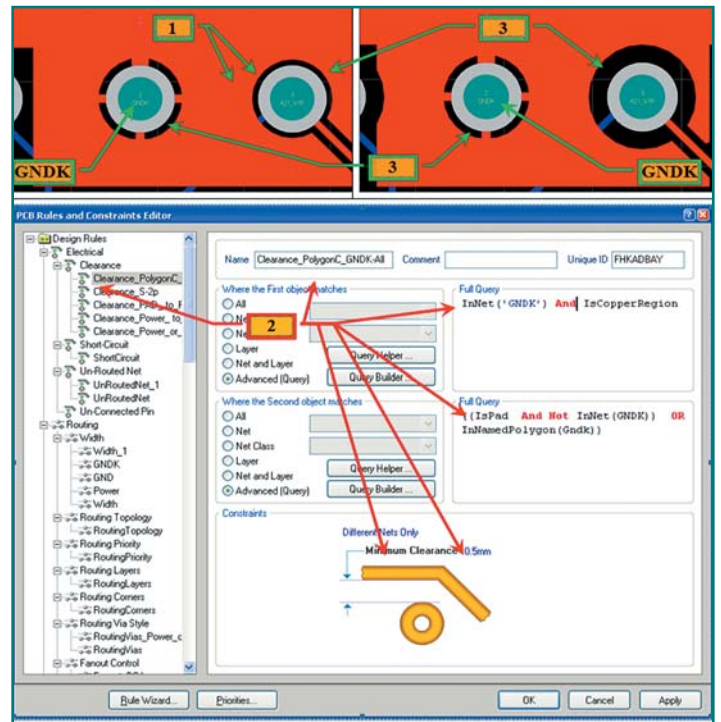 1
3
GNDK
3
GNDK
PCB Rules and Constraints Editor
Design Rules
Electrical
Clearance
Clearance_PolygonC_
Clearance_S-2p
Clearance_PAD_to_F
Clearance_Power_to_
Clearance_Power_or_
Short-Circuit
ShortCircuit
Un-Routed Net
UnRoutedNet_1
UnRoutedNet
Un-Connected Pin
Routing
Width
Width_1
GNDK
GND
Power
Width
Routing Topology
RoutingTopology
Routing Priority
RoutingPriority
Routing Layers
RoutingLayers
Routing Corners
RoutingCorners
Routing Via Style
RoutingVias_Power_c
RoutingVias
Fanout Control
Name Clearance_PolygonC_GNDK-All Comment Unique ID FHKADBAY
Where the First object matches
All
Layer
Net and Layer
Advanced (Query)
Query Helper ...
Query Builder ...
2
Full Query
InNet('GNDK') And IsCopperRegion
Where the Second object matches
All
Net
Net Class
Layer
Net and Layer
Advanced (Query)
Query Helper ...
Query Builder ...
Full Query
((IsPad And Not InNet(GNDK)) OR
InNamedPolygon(Gndk))
Constraints
Different Nets Only
Minimum Clearance 0.5mm
Rule Wizard...
Priorities...
OK
Cancel
Apply